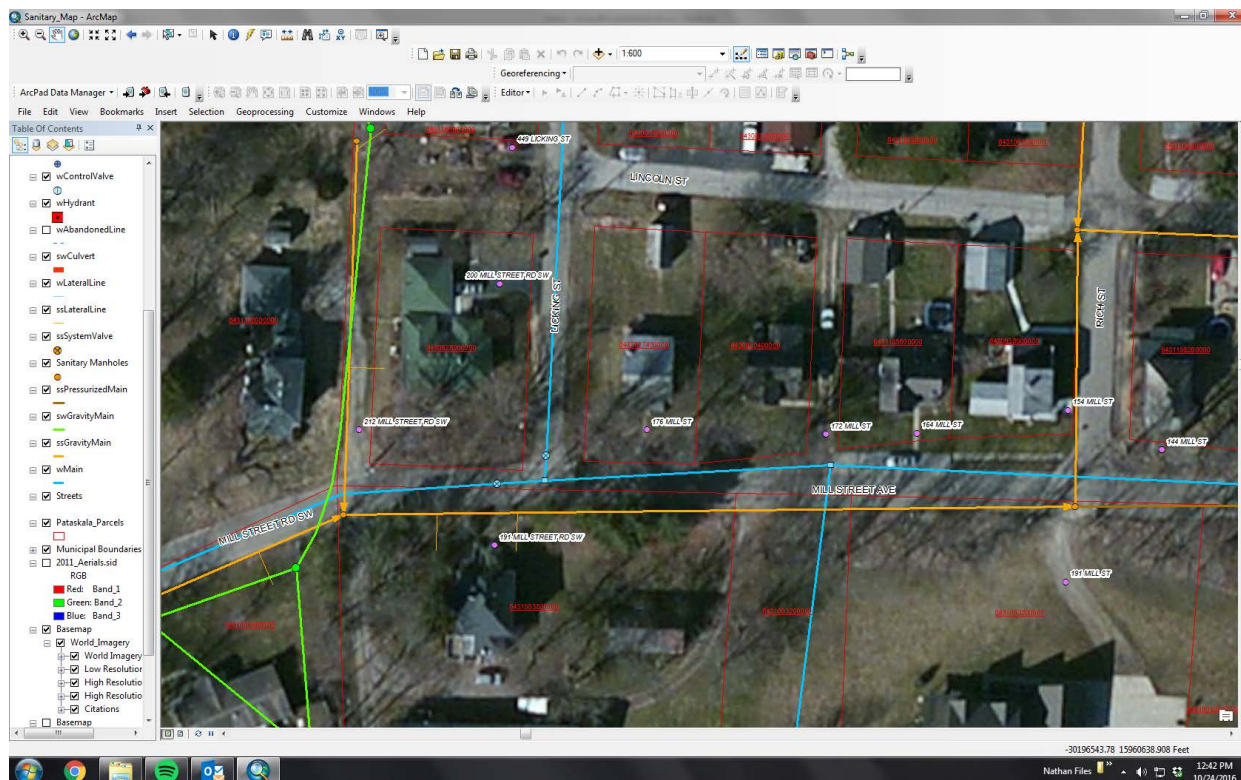 Sanitary_Map - ArcMap
1:600
Georeferencing
ArcPad Data Manager
Editor
File Edit View Bookmarks Insert Selection Geoprocessing Customize Windows Help
Table Of Contents
wControlValve
wHydrant
wAbandonedLine
swCulvert
wLateralLine
ssLateralLine
ssSystemValve
Sanitary Manholes
ssPressurizedMain
swGravityMain
ssGravityMain
wMain
Streets
Pataskala_Parcels
Municipal Boundaries
2011_Aerials.sid
RGB
Red: Band_1
Green: Band_2
Blue: Band_3
Basemap
World_Imagery
World Imagery
Low Resolution
High Resolutio
High Resolutio
Citations
Basemap
449 LICKING ST
LINCOLN ST
200 MILL STREET RD SW
LICKING ST
RICH ST
212 MILL STREET RD SW
176 MILL ST
172 MILL ST
164 MILL ST
154 MILL ST
144 MILL ST
MILL STREET AVE
MILL STREET RD SW
191 MILL STREET RD SW
191 MILL ST
-30196543.78 15960638.908 Feet
Nathan Files
12:42 PM
10/24/2016